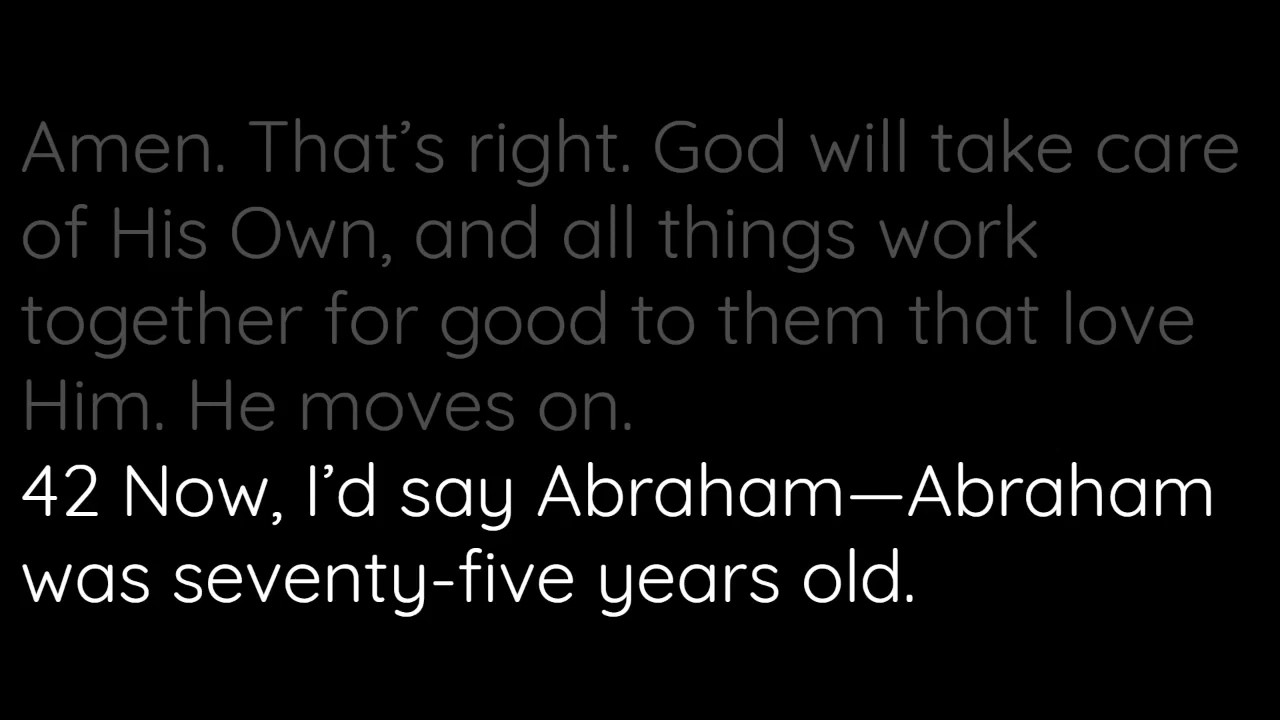 Amen. That’s right. God will take care
of His Own, and all things work
together for good to them that love
Him. He moves on.
42 Now, I’d say Abraham—Abraham
was seventy-five years old.